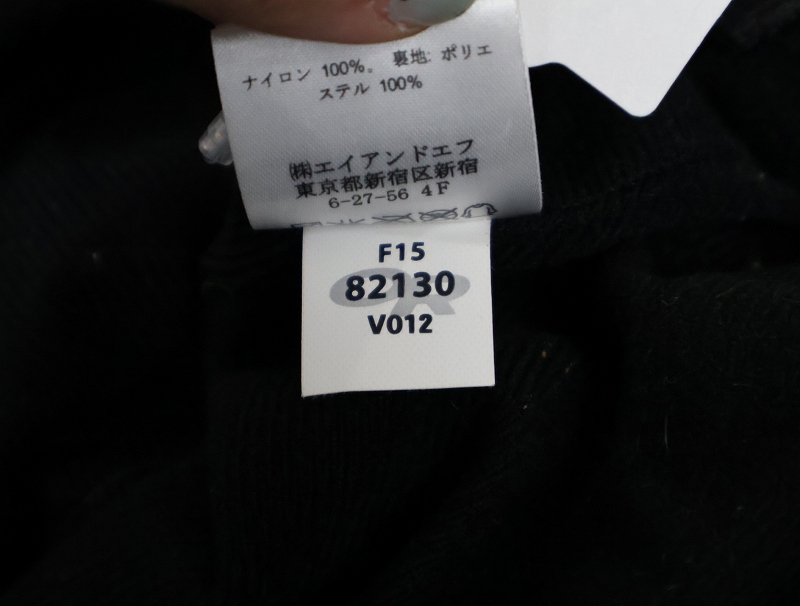 ナイロン 100%。 裏地: ポリエ
ステル 100%
㈱エイアンドエフ
東京都新宿区新宿
6-27-56 4F
F15
82130
V012